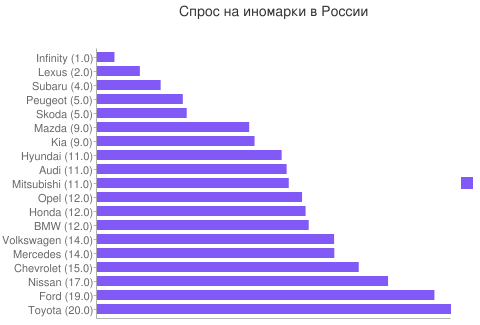 Спрос на иномарки в России
Infinity (1.0)
Lexus (2.0)
Subaru (4.0)
Peugeot (5.0)
Skoda (5.0)
Mazda (9.0)
Kia (9.0)
Hyundai (11.0)
Audi (11.0)
Mitsubishi (11.0)
Opel (12.0)
Honda (12.0)
BMW (12.0)
Volkswagen (14.0)
Mercedes (14.0)
Chevrolet (15.0)
Nissan (17.0)
Ford (19.0)
Toyota (20.0)